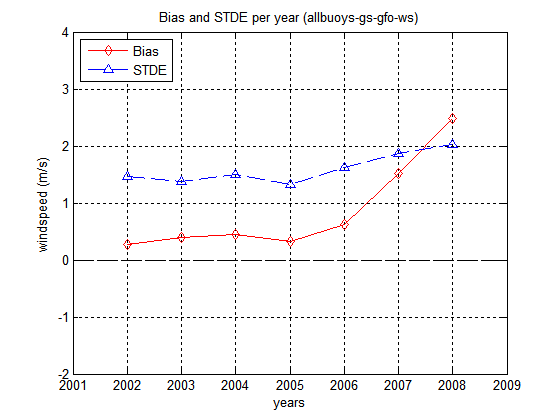 Bias and STDE per year (allbuoys-gs-gfo-ws)
Bias
STDE
4
3
2
1
0
-1
-2
windspeed (m/s)
2001 2002 2003 2004 2005 2006 2007 2008 2009
years